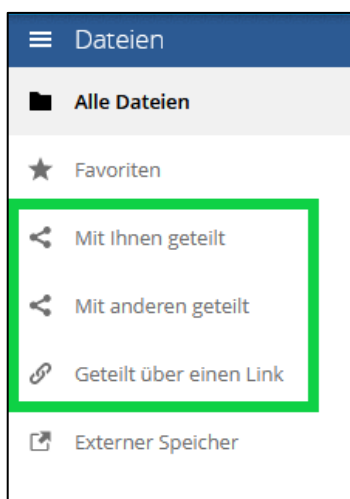 Dateien
Alle Dateien
Favoriten
Mit Ihnen geteilt
Mit anderen geteilt
Geteilt über einen Link
Externer Speicher